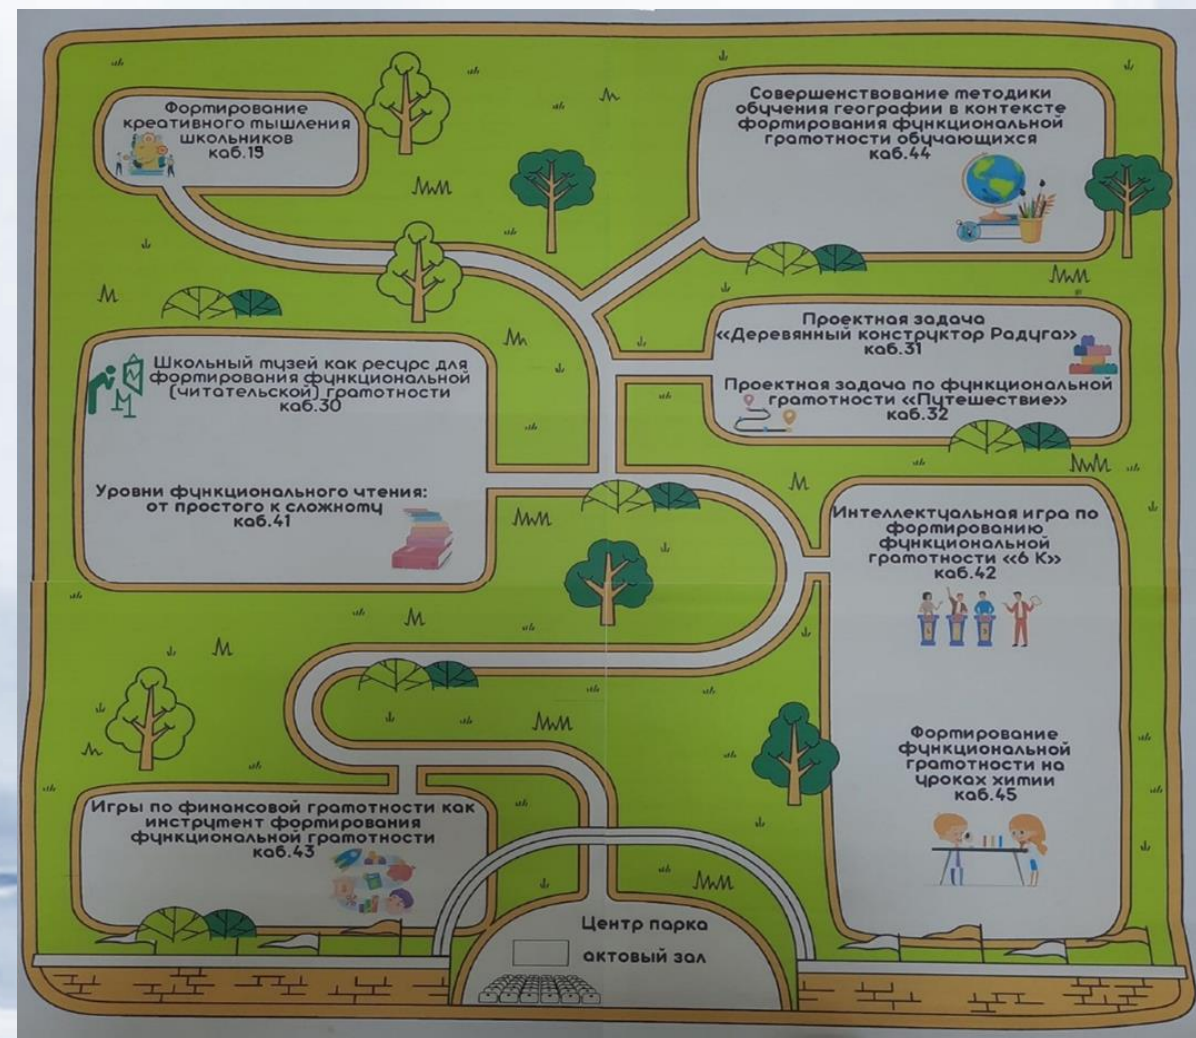 Формирование
креативного мышления
школьников
каб.19
Совершенствование методики
обучения географии в контексте
формирования функциональной
грамотности обучающихся
каб.44
Проектная задача
«Деревянный конструктор Радуга»
каб.31
Проектная задача по функциональной
грамотности «Путешествие»
каб.32
Школьный музей как ресурс для
формирования функциональной
(читательской) грамотности
каб.30
Уровни функционального чтения:
от простого к сложному
каб.41
Интеллектуальная игра по
формированию
функциональной
грамотности «6 К»
каб.42
Формирование
функциональной
грамотности на
уроках химии
каб.45
Игры по финансовой грамотности как
инструмент формирования
функциональной грамотности
каб.43
Центр парка
актовый зал